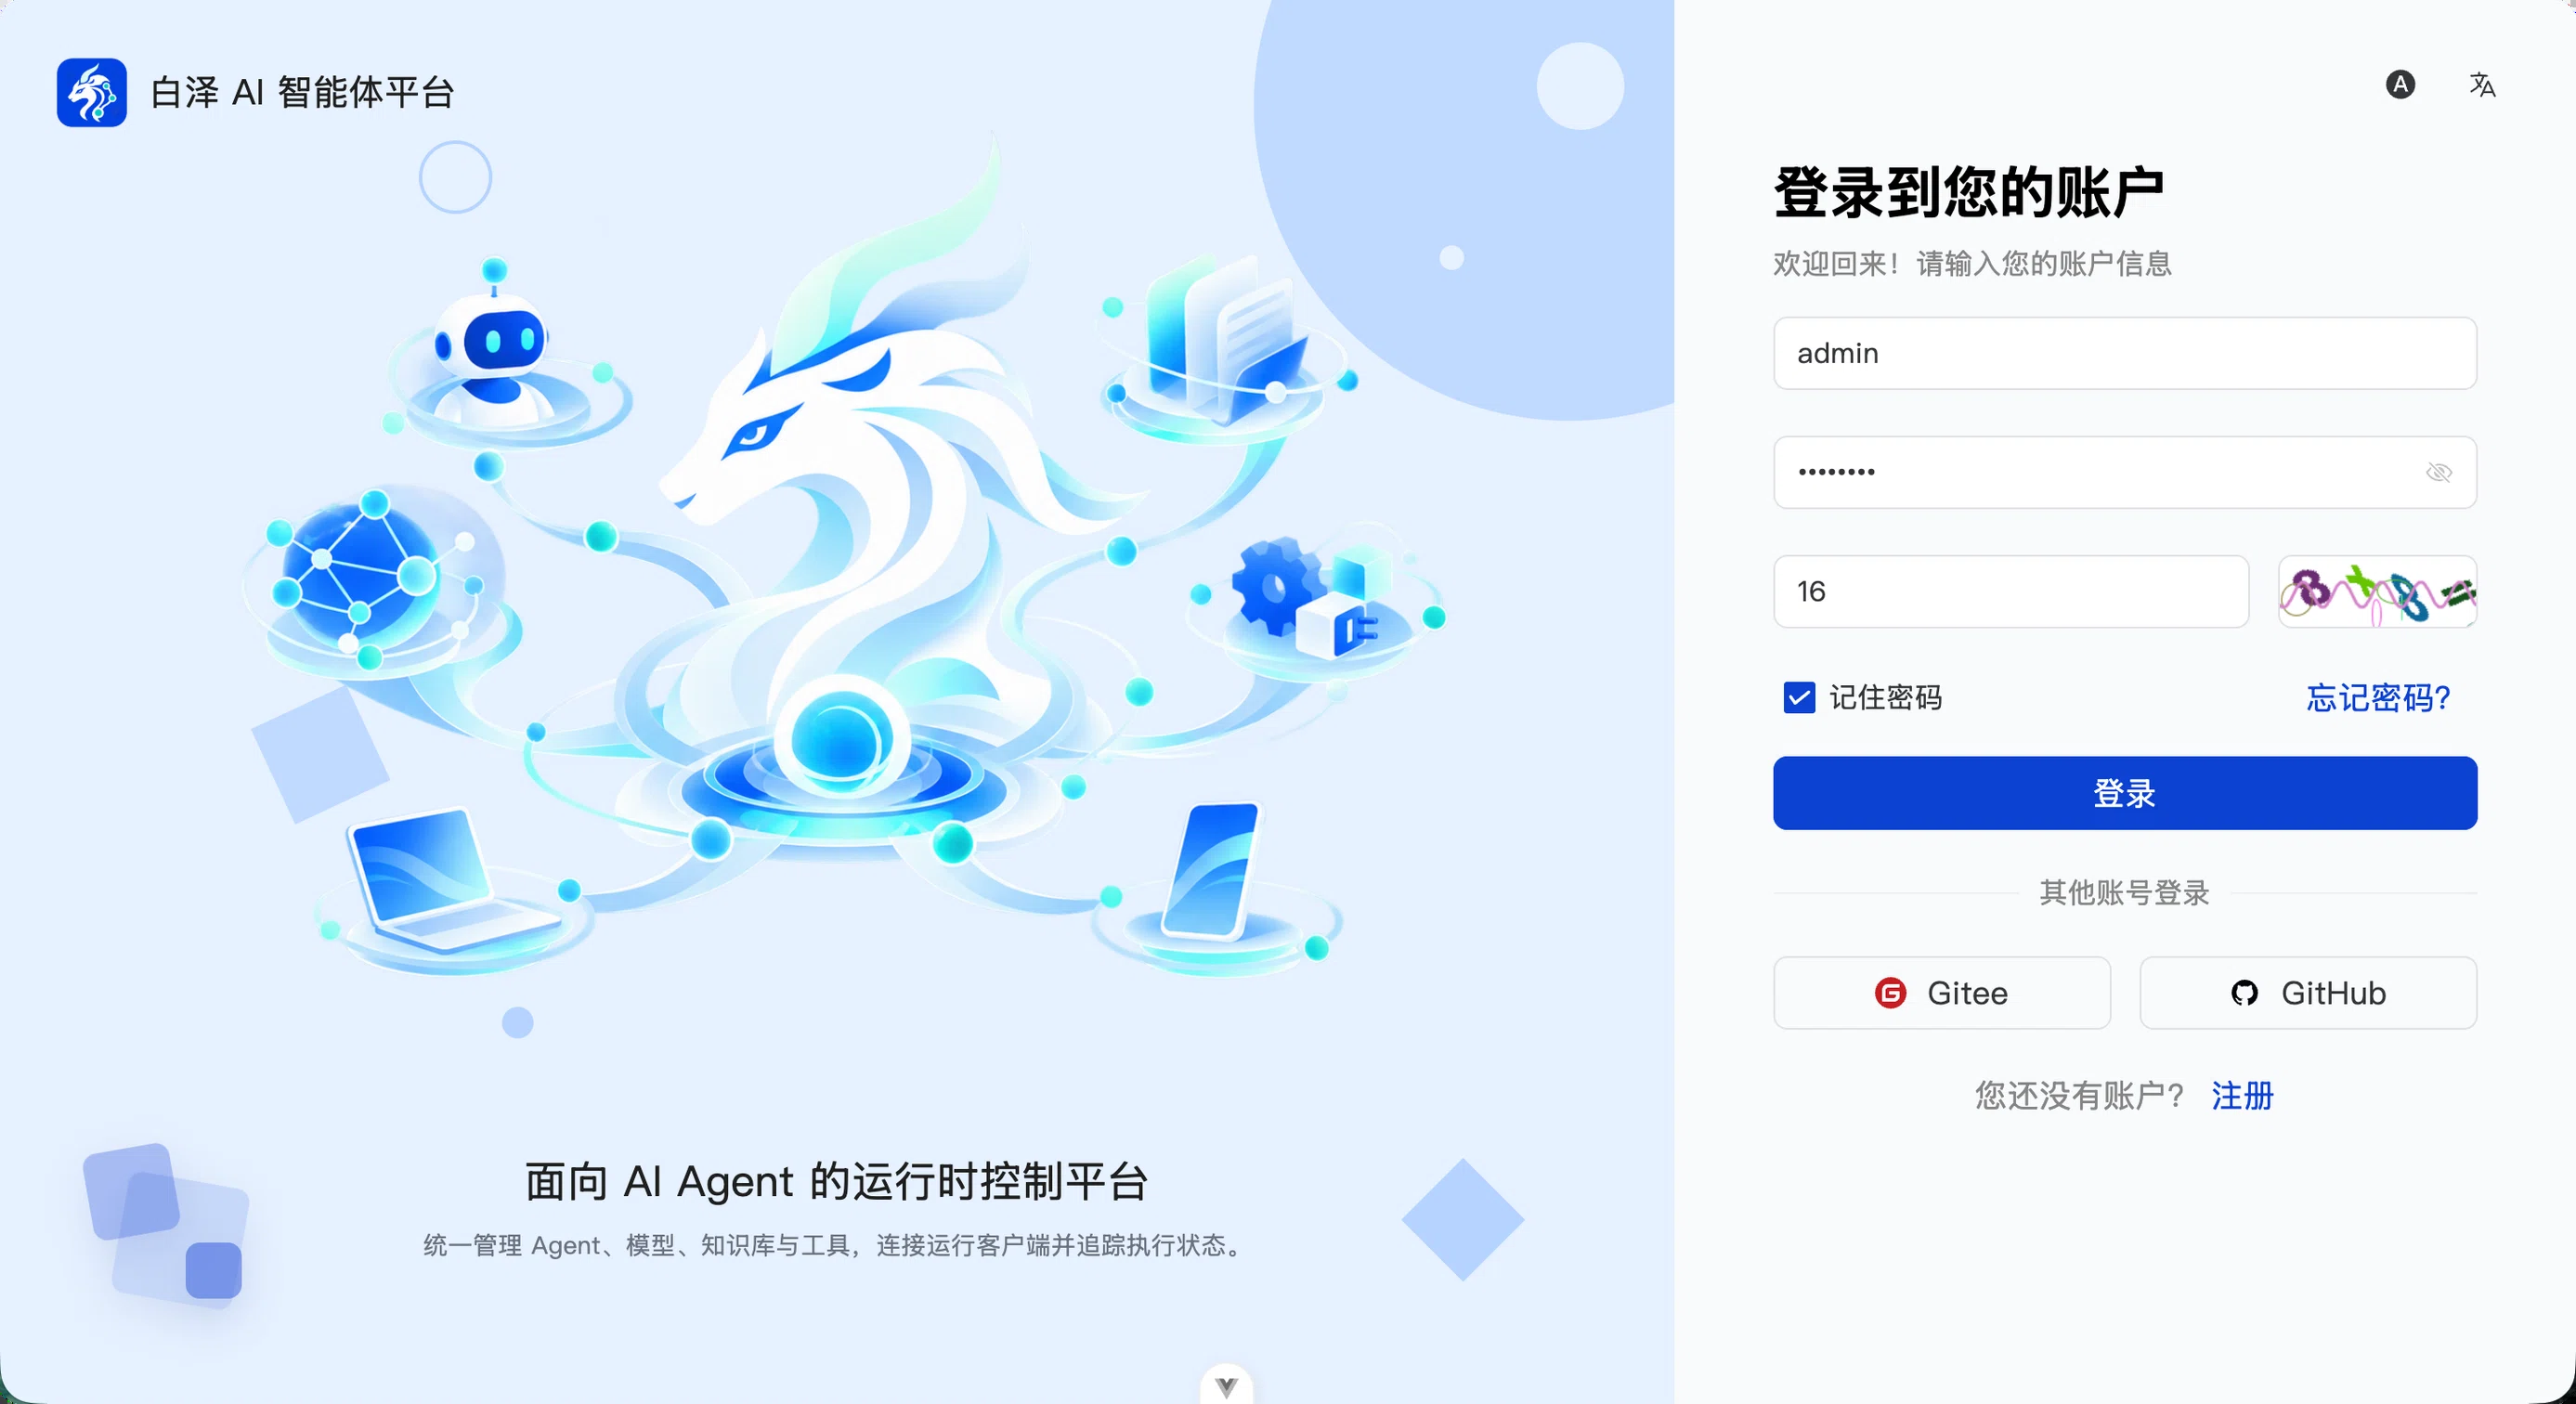 白泽 AI 智能体平台
登录到您的账户
欢迎回来！请输入您的账户信息
admin
••••••••
16
8+8=
记住密码
忘记密码?
登录
其他账号登录
Gitee
GitHub
您还没有账户? 注册
面向 AI Agent 的运行时控制平台
统一管理 Agent、模型、知识库与工具，连接运行客户端并追踪执行状态。